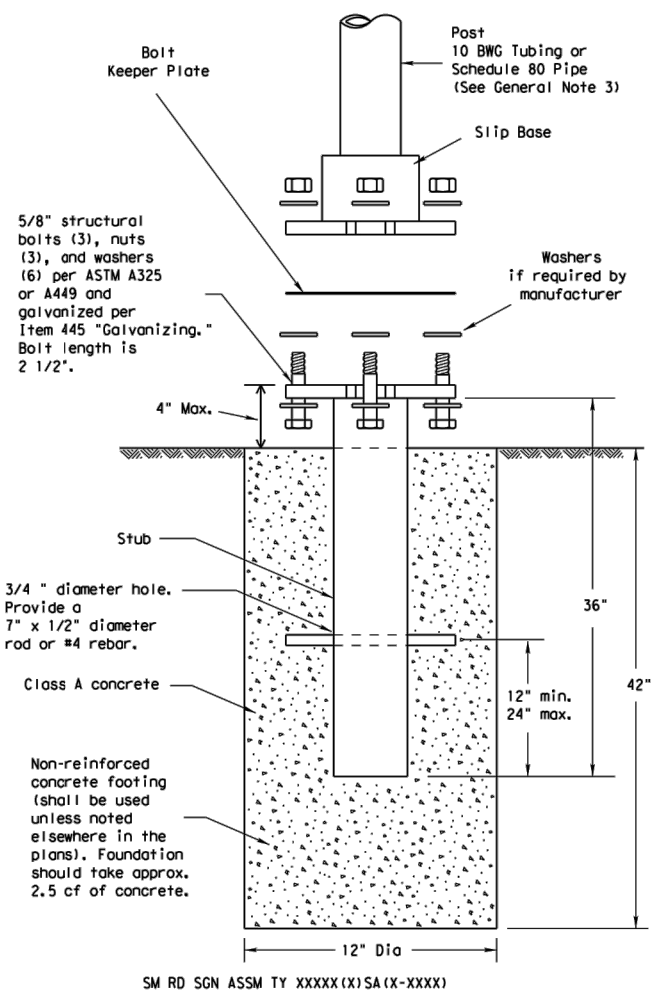 Post
10 BWG Tubing or
Schedule 80 Pipe
(See General Note 3)
Bolt
Keeper Plate
Slip Base
5/8" structural
bolts (3), nuts
(3), and washers
(6) per ASTM A325
or A449 and
galvanized per
Item 445 "Galvanizing."
Bolt length is
2 1/2".
Washers
if required by
manufacturer
4" Max.
Stub
3/4 " diameter hole.
Provide a
7" x 1/2" diameter
rod or #4 rebar.
36"
12" min.
24" max.
42"
Class A concrete
Non-reinforced
concrete footing
(shall be used
unless noted
elsewhere in the
plans). Foundation
should take approx.
2.5 cf of concrete.
12" Dia
SM RD SGN ASSM TY XXXXX(X)SA(X-XXXX)